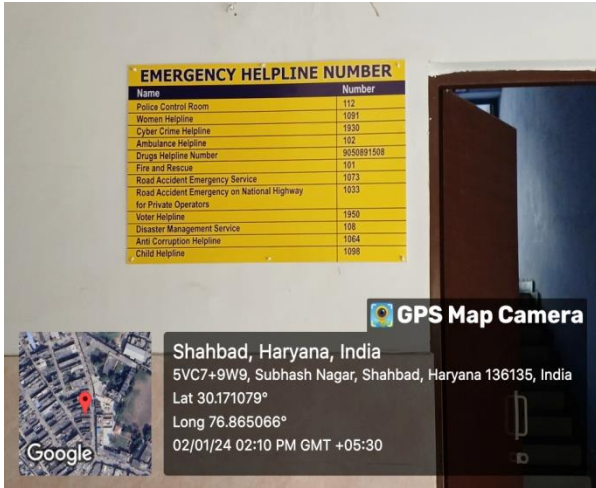 EMERGENCY HELPLINE NUMBER
Name Number
Police Control Room 112
Women Helpline 1091
Cyber Crime Helpline 1930
Ambulance Helpline 102
Drugs Helpline Number 9050891508
Fire and Rescue 101
Road Accident Emergency Service 1073
Road Accident Emergency on National Highway 1033
for Private Operators
Voter Helpline 1950
Disaster Management Service 108
Anti Corruption Helpline 1064
Child Helpline 1098
GPS Map Camera
Shahbad, Haryana, India
5VC7+9W9, Subhash Nagar, Shahbad, Haryana 136135, India
Lat 30.171079°
Long 76.865066°
02/01/24 02:10 PM GMT +05:30
Google